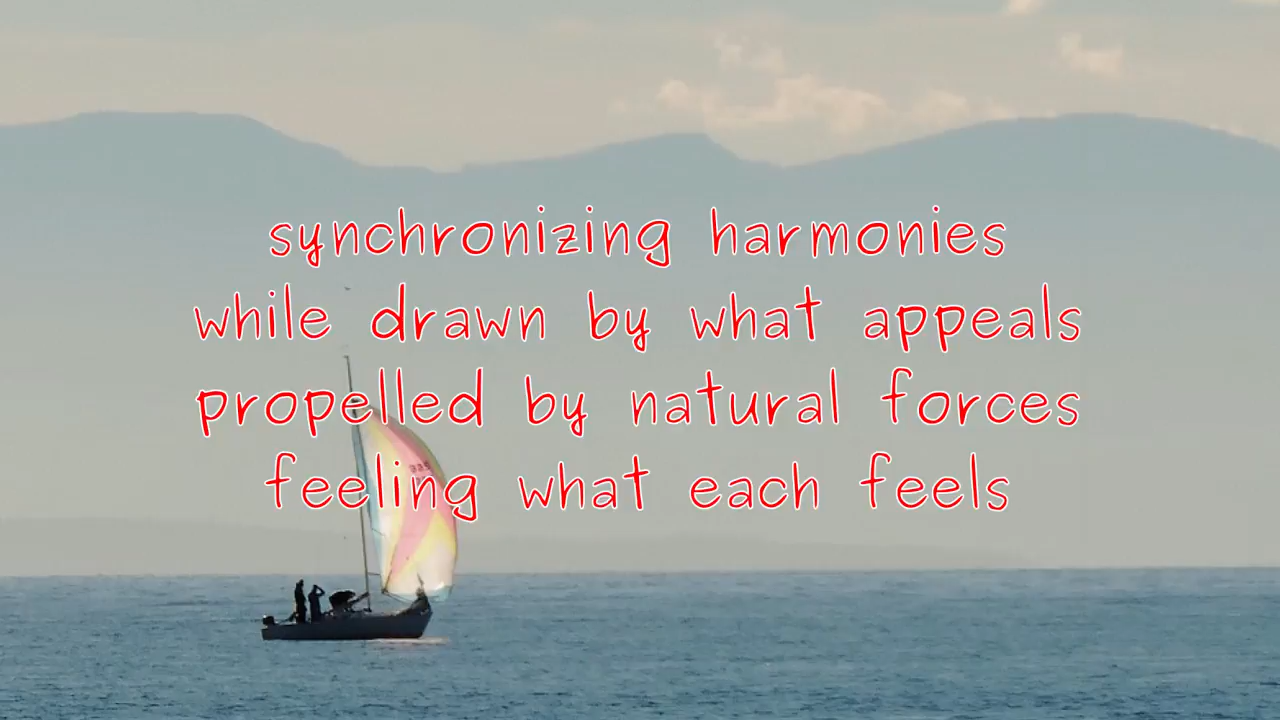 synchronizing harmonies
while drawn by what appeals
propelled by natural forces
feeling what each feels